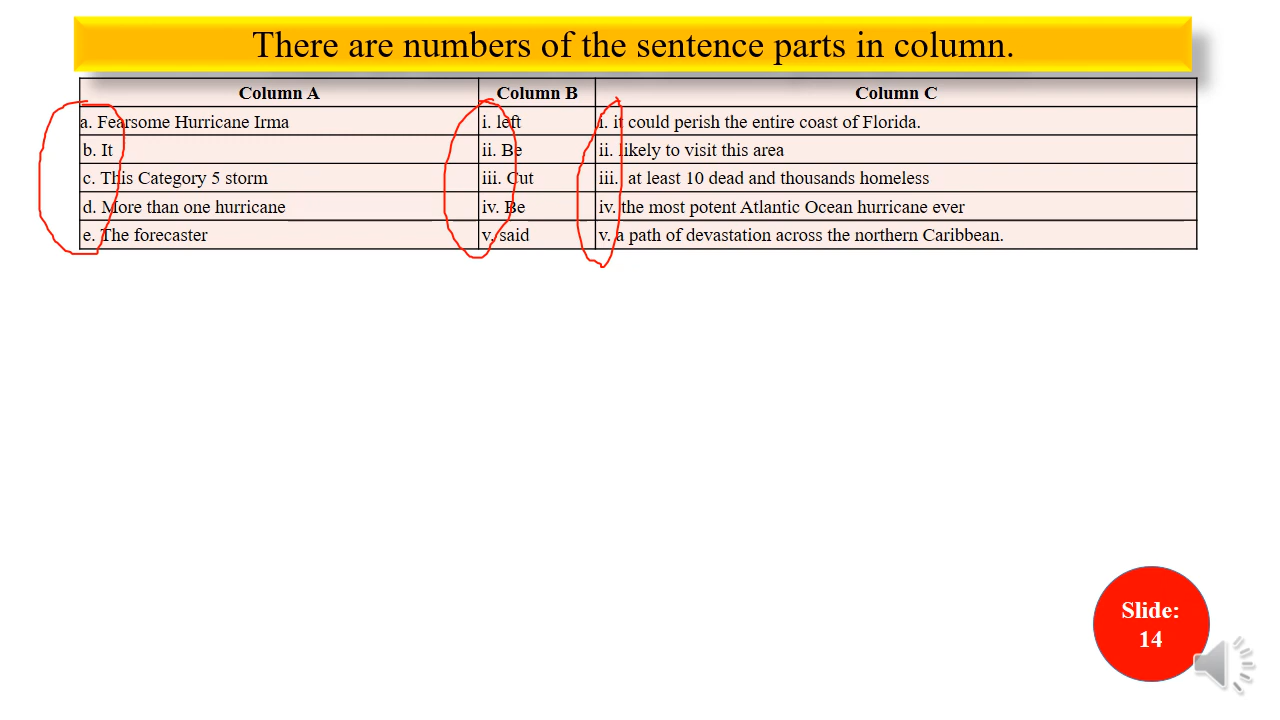 There are numbers of the sentence parts in column.
Column A Column B Column C
a. Fearsome Hurricane Irma i. left i. it could perish the entire coast of Florida.
b. It ii. Be ii. likely to visit this area
c. This Category 5 storm iii. Cut iii. at least 10 dead and thousands homeless
d. More than one hurricane iv. Be iv. the most potent Atlantic Ocean hurricane ever
e. The forecaster v. said v. a path of devastation across the northern Caribbean.
Slide:
14